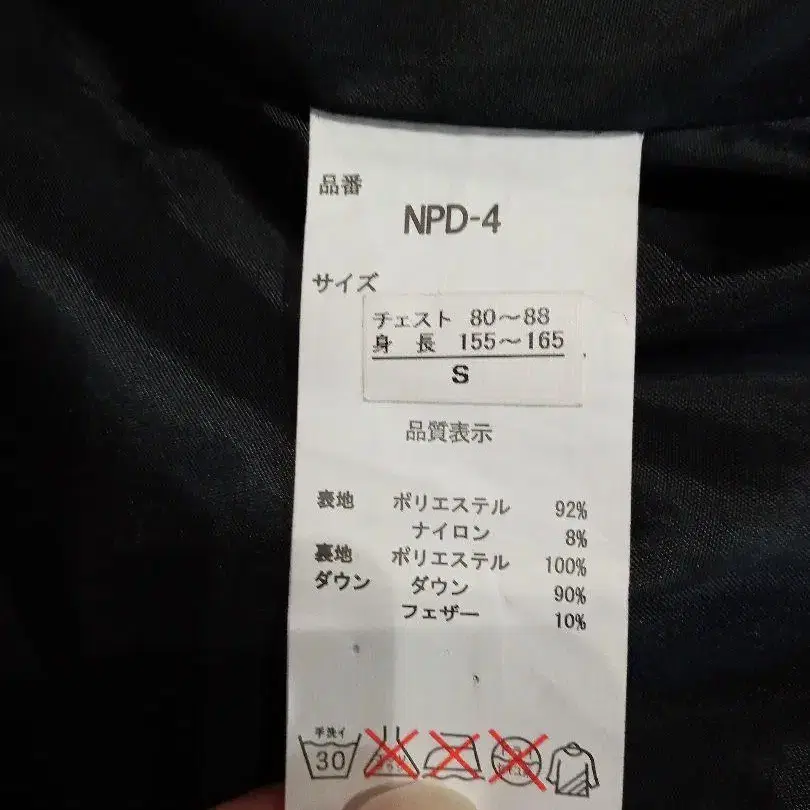 品番
NPD-4
サイズ
チェスト 80～88
身 長 155～165
S
品質表示
表地 ポリエステル 92%
ナイロン 8%
裏地 ポリエステル 100%
ダウン ダウン 90%
フェザー 10%
手洗イ
30